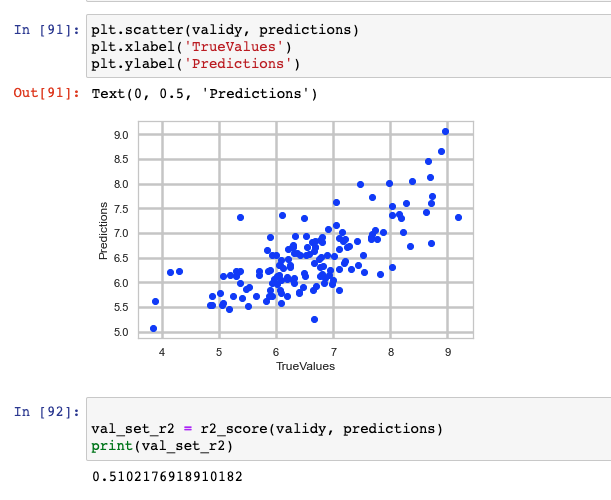 In [91]: plt.scatter(validy, predictions)
plt.xlabel('TrueValues')
plt.ylabel('Predictions')
Out[91]: Text(0, 0.5, 'Predictions')
9.0
8.5
8.0
7.5
7.0
6.5
6.0
5.5
5.0
Predictions
4 5 6 7 8 9
TrueValues
In [92]:
val_set_r2 = r2_score(validy, predictions)
print(val_set_r2)
0.5102176918910182